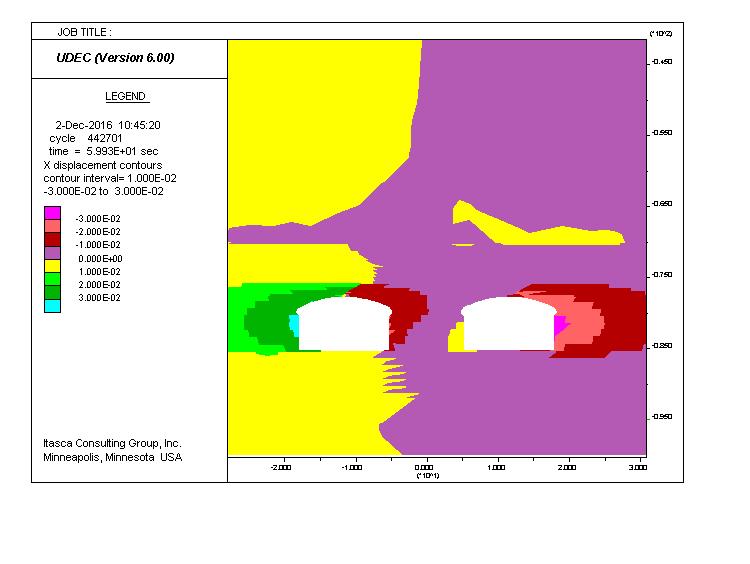 JOB TITLE :
UDEC (Version 6.00)
LEGEND
2-Dec-2016 10:45:20
cycle 442701
time = 5.993E+01 sec
X displacement contours
contour interval= 1.000E-02
-3.000E-02 to 3.000E-02
-3.000E-02
-2.000E-02
-1.000E-02
0.000E+00
1.000E-02
2.000E-02
3.000E-02
Itasca Consulting Group, Inc.
Minneapolis, Minnesota USA
(*10^2)
-0.450
-0.550
-0.650
-0.750
-0.850
-0.950
-2.000 -1.000 0.000 1.000 2.000 3.000
(*10^1)